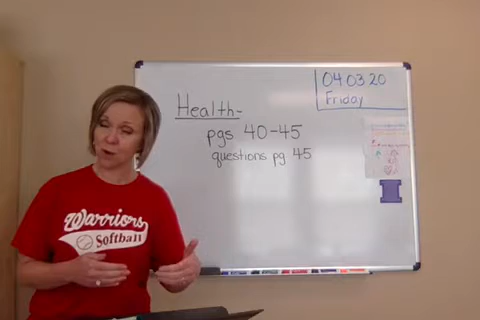 04 03 20
Friday
Health-
pgs 40-45
questions pg 45
Warriors
Softball